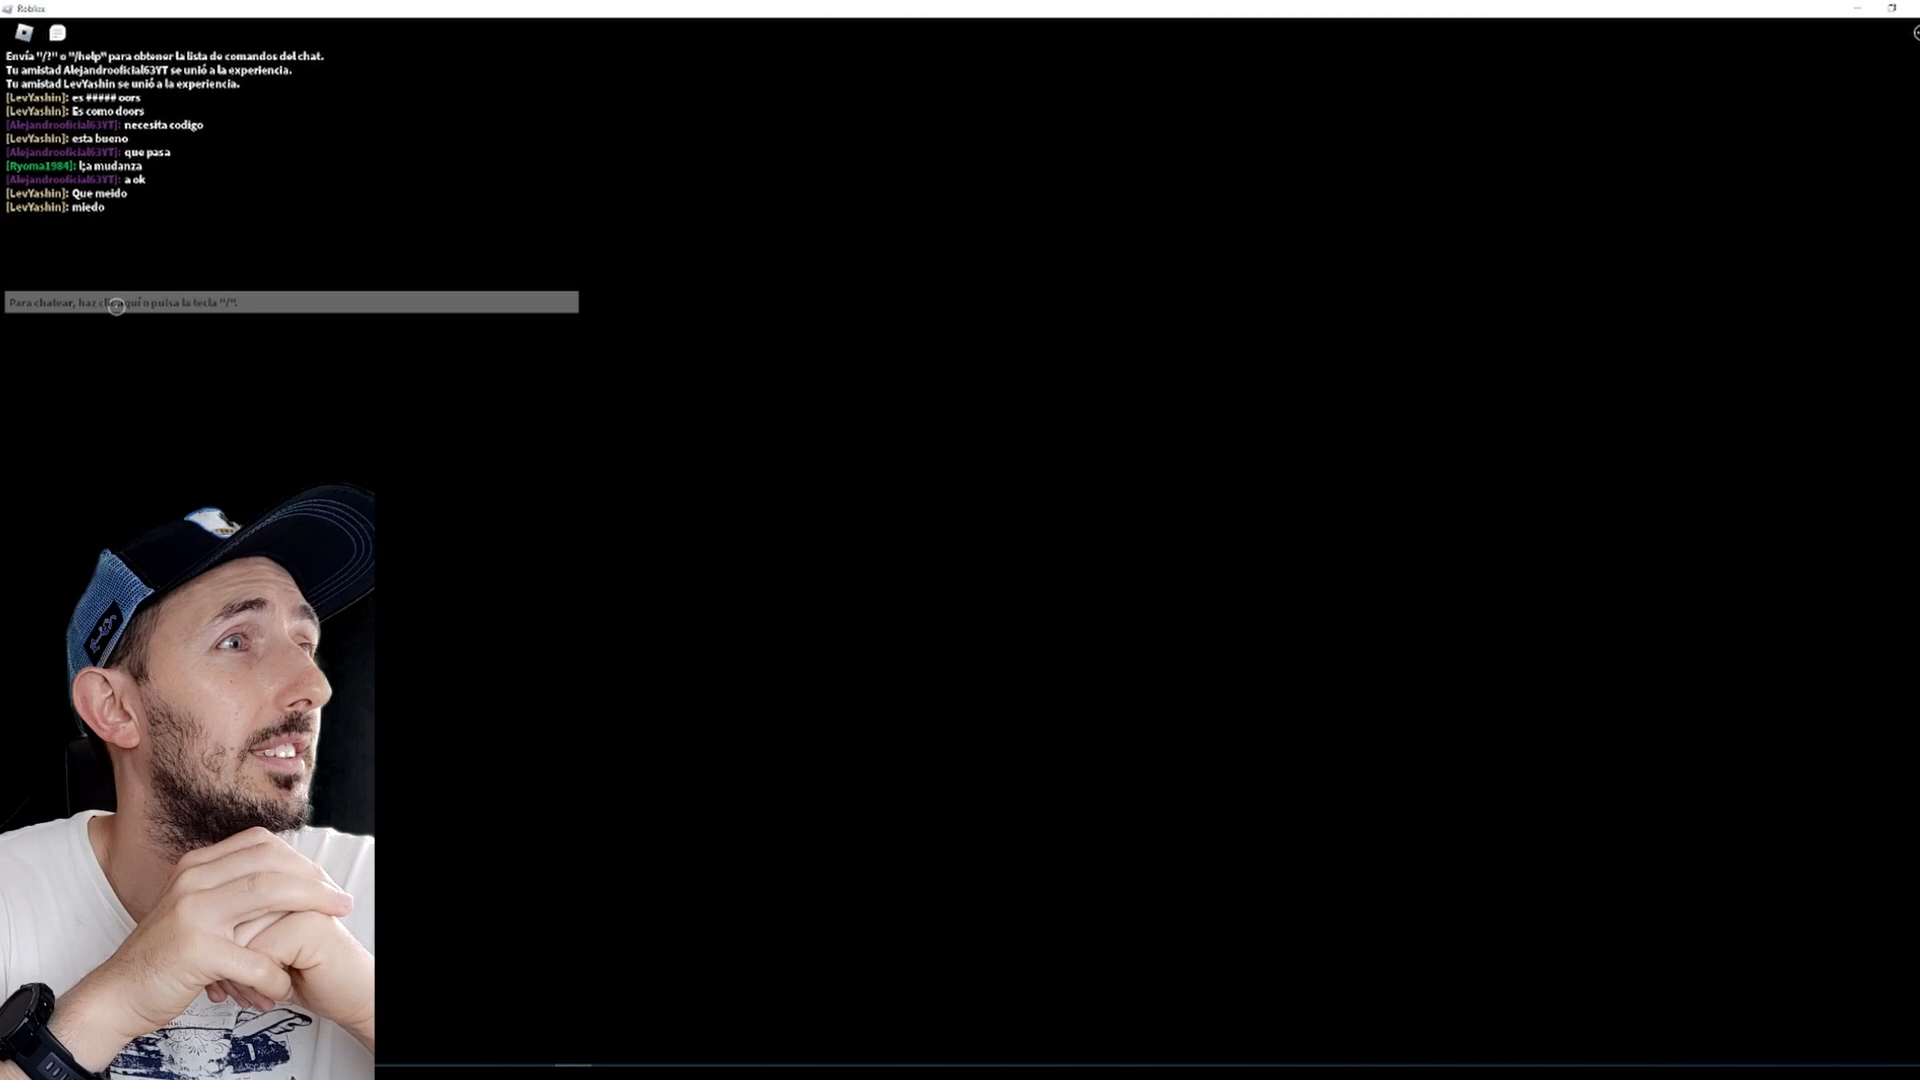 Roblox
Envía "/?" o "/help" para obtener la lista de comandos del chat.
Tu amistad Alejandrooficial63YT se unió a la experiencia.
Tu amistad LevYashin se unió a la experiencia.
[LevYashin]: es ##### oors
[LevYashin]: Es como doors
[Alejandrooficial63YT]: necesita codigo
[LevYashin]: esta bueno
[Alejandrooficial63YT]: que pasa
[Ryoma1984]: l;a mudanza
[Alejandrooficial63YT]: a ok
[LevYashin]: Que meido
[LevYashin]: miedo
Para chatear, haz clic aquí o pulsa la tecla "/".